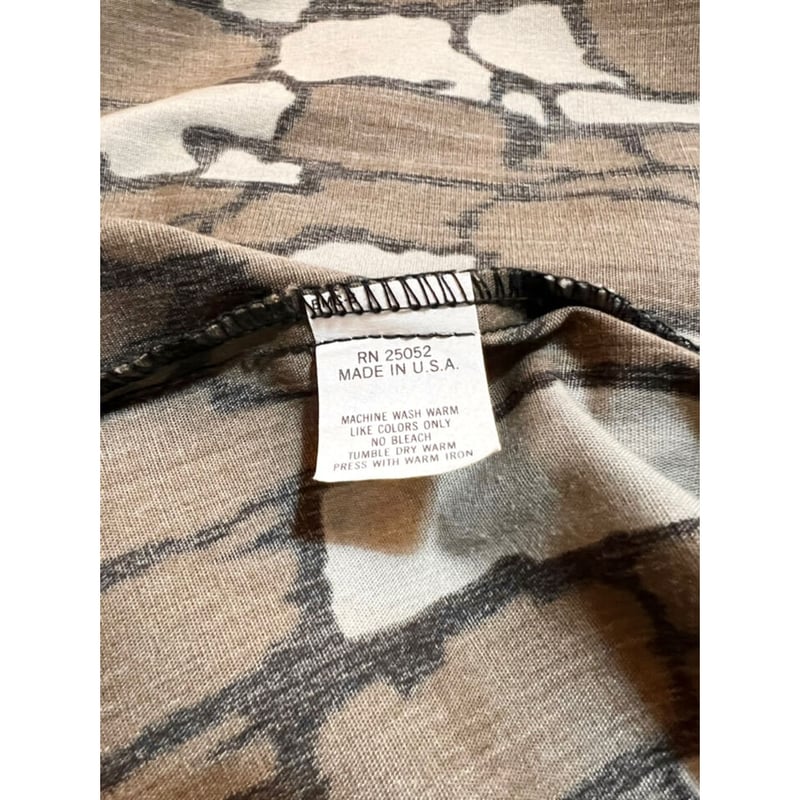 RN 25052
MADE IN U.S.A.
MACHINE WASH WARM
LIKE COLORS ONLY
NO BLEACH
TUMBLE DRY WARM
PRESS WITH WARM IRON